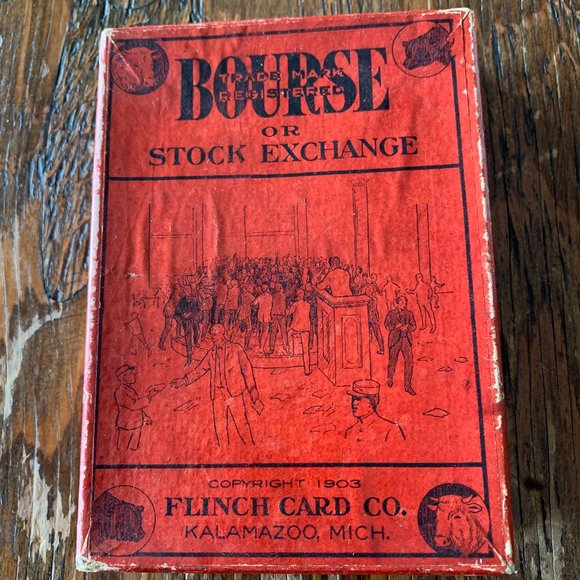 BOURSE
TRADE MARK
REGISTERED
OR
STOCK EXCHANGE
COPYRIGHT 1903
FLINCH CARD CO.
KALAMAZOO, MICH.